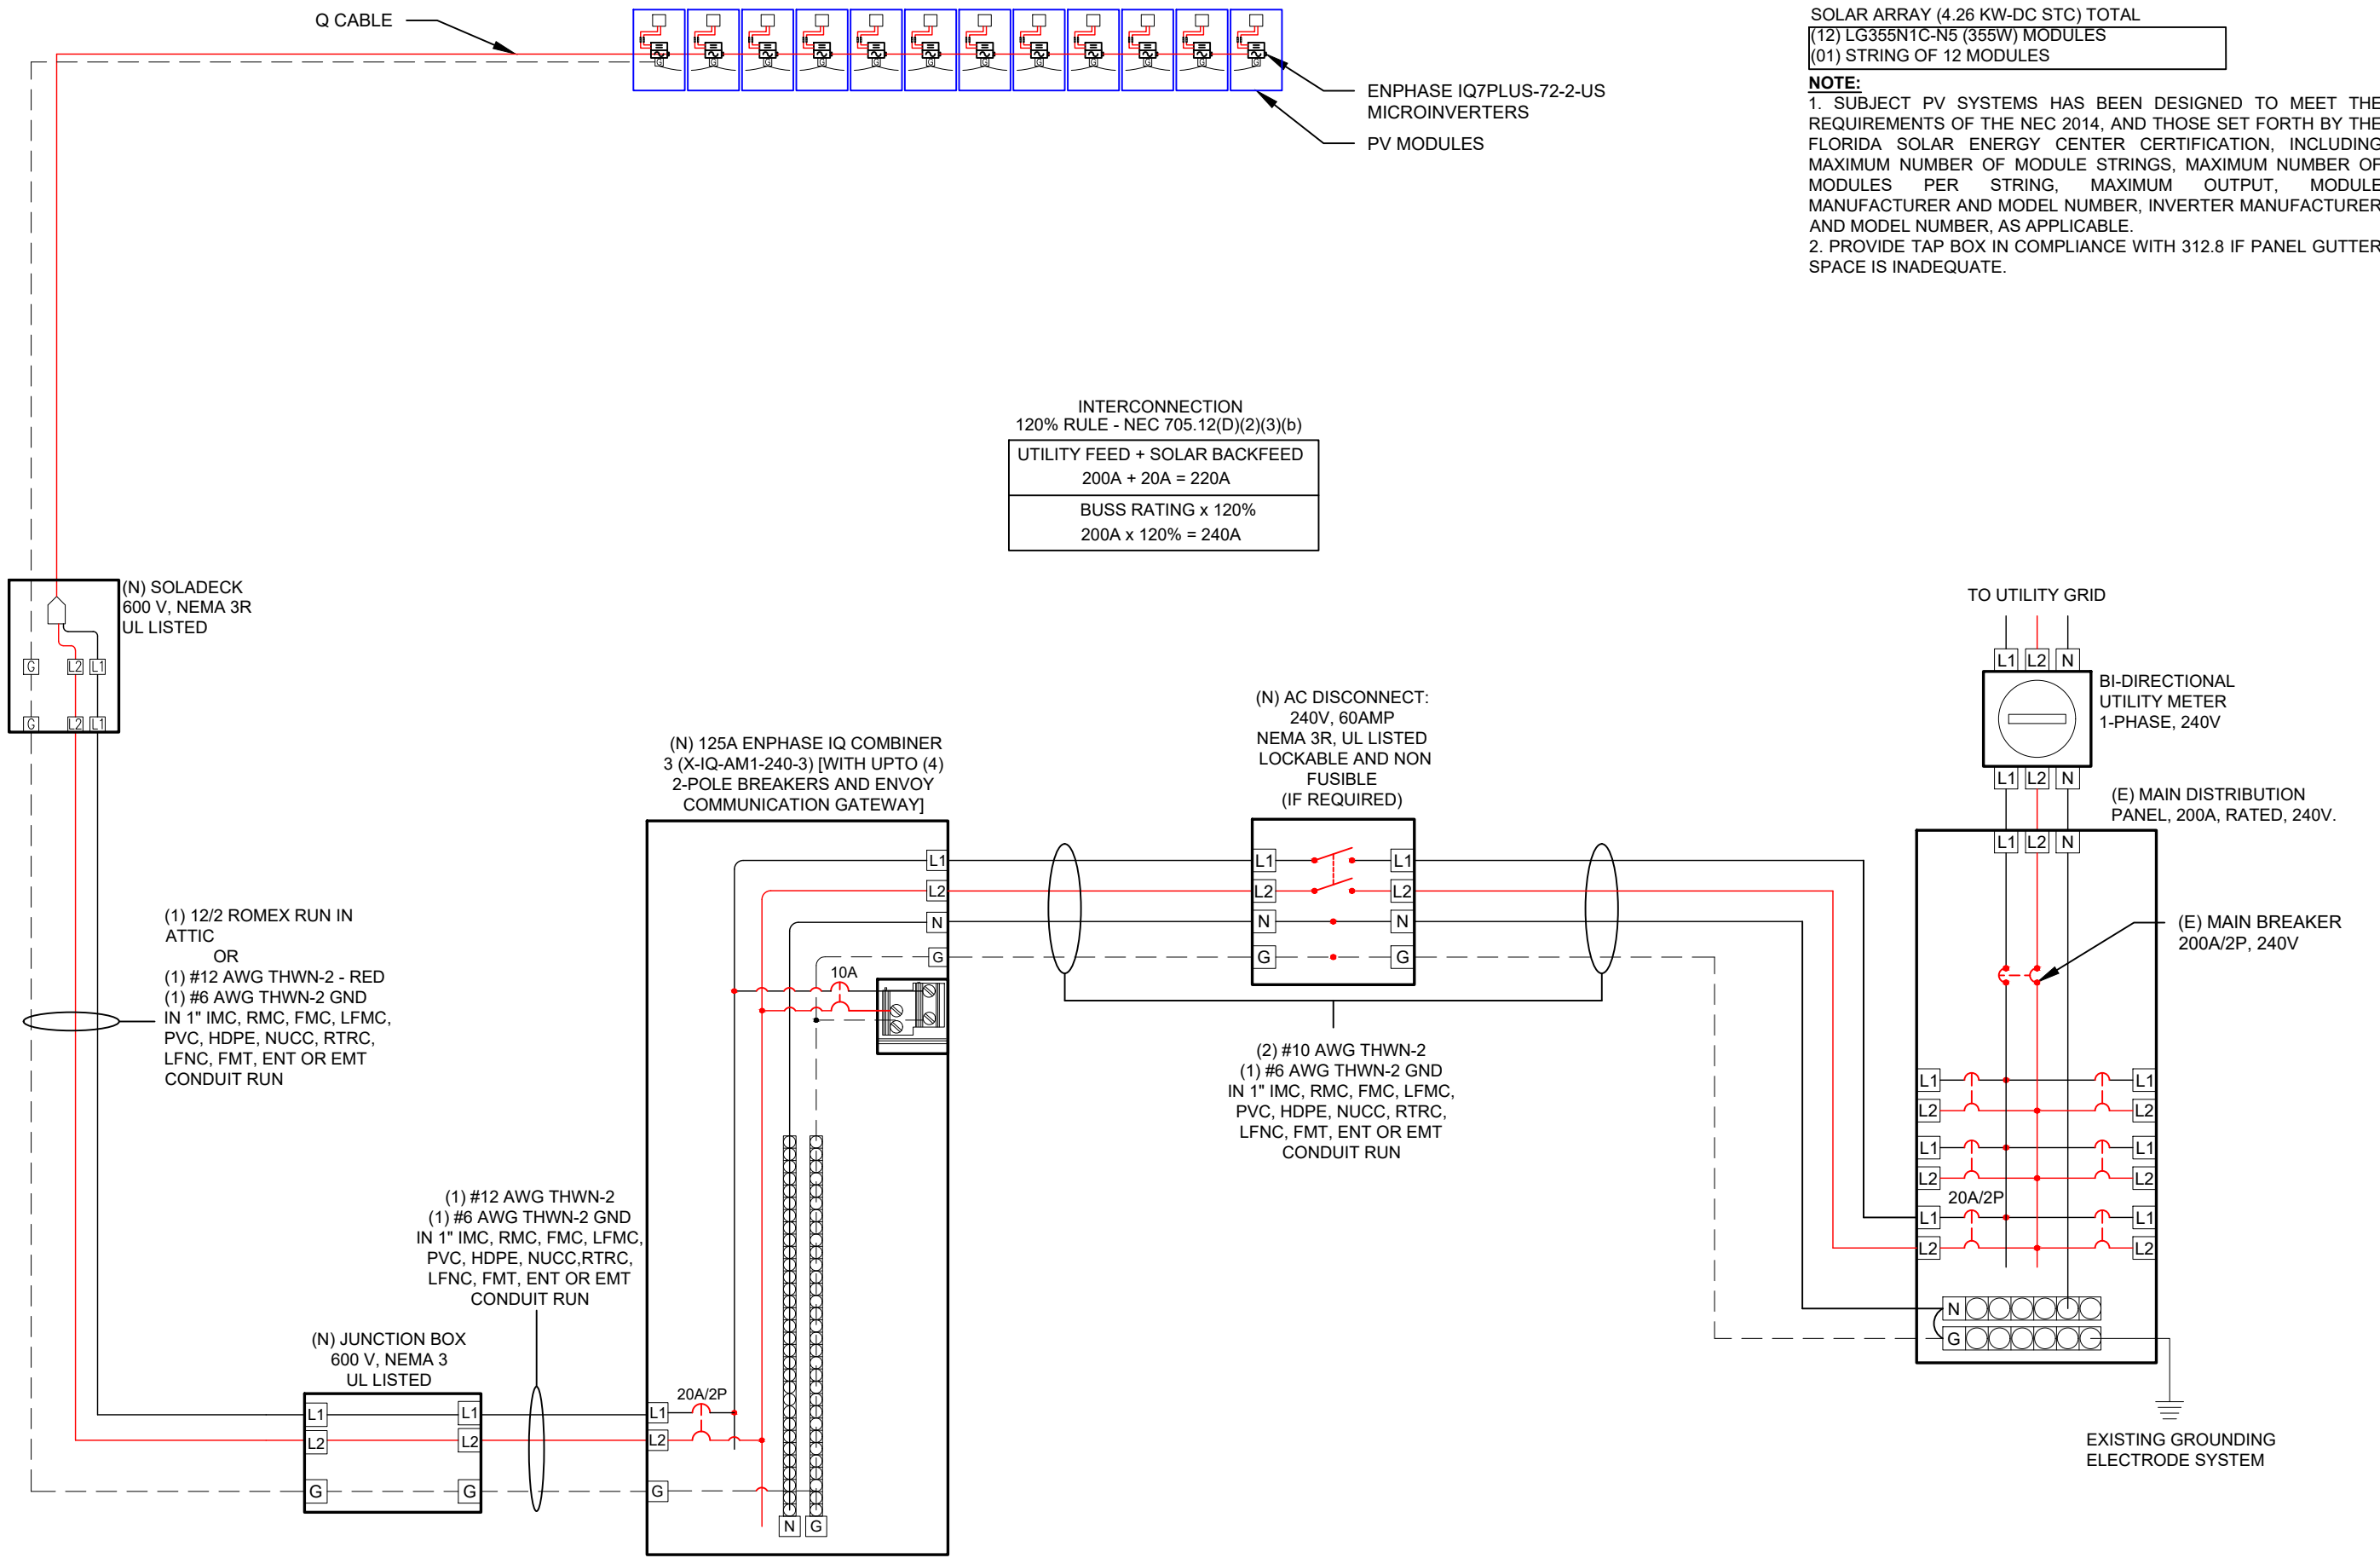 Q CABLE
ENPHASE IQ7PLUS-72-2-US
MICROINVERTERS
PV MODULES
SOLAR ARRAY (4.26 KW-DC STC) TOTAL
(12) LG355N1C-N5 (355W) MODULES
(01) STRING OF 12 MODULES
NOTE:
1. SUBJECT PV SYSTEMS HAS BEEN DESIGNED TO MEET THE
REQUIREMENTS OF THE NEC 2014, AND THOSE SET FORTH BY THE
FLORIDA SOLAR ENERGY CENTER CERTIFICATION, INCLUDING
MAXIMUM NUMBER OF MODULE STRINGS, MAXIMUM NUMBER OF
MODULES PER STRING, MAXIMUM OUTPUT, MODULE
MANUFACTURER AND MODEL NUMBER, INVERTER MANUFACTURER
AND MODEL NUMBER, AS APPLICABLE.
2. PROVIDE TAP BOX IN COMPLIANCE WITH 312.8 IF PANEL GUTTER
SPACE IS INADEQUATE.
G G G G G G G G G G G G
INTERCONNECTION
120% RULE - NEC 705.12(D)(2)(3)(b)
UTILITY FEED + SOLAR BACKFEED
200A + 20A = 220A
BUSS RATING x 120%
200A x 120% = 240A
(N) SOLADECK
600 V, NEMA 3R
UL LISTED
G L2 L1
G L2 L1
(1) 12/2 ROMEX RUN IN
ATTIC
OR
(1) #12 AWG THWN-2 - RED
(1) #6 AWG THWN-2 GND
IN 1" IMC, RMC, FMC, LFMC,
PVC, HDPE, NUCC, RTRC,
LFNC, FMT, ENT OR EMT
CONDUIT RUN
(1) #12 AWG THWN-2
(1) #6 AWG THWN-2 GND
IN 1" IMC, RMC, FMC, LFMC,
PVC, HDPE, NUCC,RTRC,
LFNC, FMT, ENT OR EMT
CONDUIT RUN
(N) JUNCTION BOX
600 V, NEMA 3
UL LISTED
L1 L1
L2 L2
G G
(N) 125A ENPHASE IQ COMBINER
3 (X-IQ-AM1-240-3) [WITH UPTO (4)
2-POLE BREAKERS AND ENVOY
COMMUNICATION GATEWAY]
L1
L2
N
G
10A
20A/2P
L1
L2
G
N G
(N) AC DISCONNECT:
240V, 60AMP
NEMA 3R, UL LISTED
LOCKABLE AND NON
FUSIBLE
(IF REQUIRED)
L1 L1
L2 L2
N N
G G
(2) #10 AWG THWN-2
(1) #6 AWG THWN-2 GND
IN 1" IMC, RMC, FMC, LFMC,
PVC, HDPE, NUCC, RTRC,
LFNC, FMT, ENT OR EMT
CONDUIT RUN
TO UTILITY GRID
L1 L2 N
BI-DIRECTIONAL
UTILITY METER
1-PHASE, 240V
L1 L2 N
(E) MAIN DISTRIBUTION
PANEL, 200A, RATED, 240V.
L1 L2 N
(E) MAIN BREAKER
200A/2P, 240V
L1 L1
L2 L2
L1 L1
L2 L2
20A/2P
L1 L1
L2 L2
N
G
EXISTING GROUNDING
ELECTRODE SYSTEM